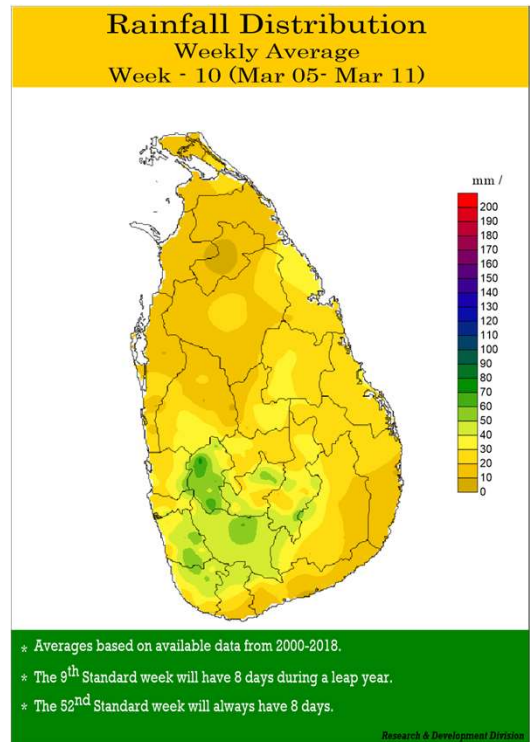 Rainfall Distribution
Weekly Average
Week - 10 (Mar 05- Mar 11)
mm /
200
190
180
170
160
150
140
130
120
110
100
90
80
70
60
50
40
30
20
10
0
* Averages based on available data from 2000-2018.
* The 9th Standard week will have 8 days during a leap year.
* The 52nd Standard week will always have 8 days.
Research & Development Division